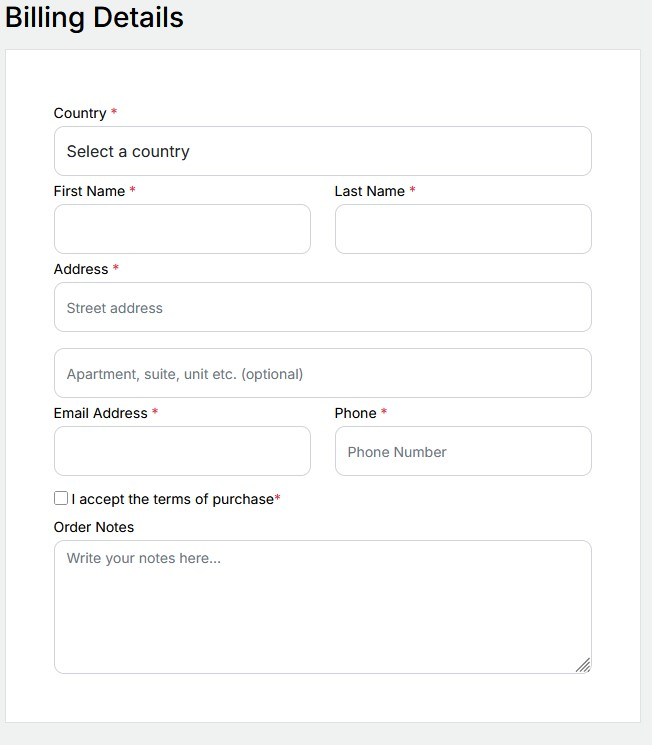 Billing Details
Country *
Select a country
First Name * Last Name *
Address *
Street address
Apartment, suite, unit etc. (optional)
Email Address * Phone *
Phone Number
I accept the terms of purchase*
Order Notes
Write your notes here...